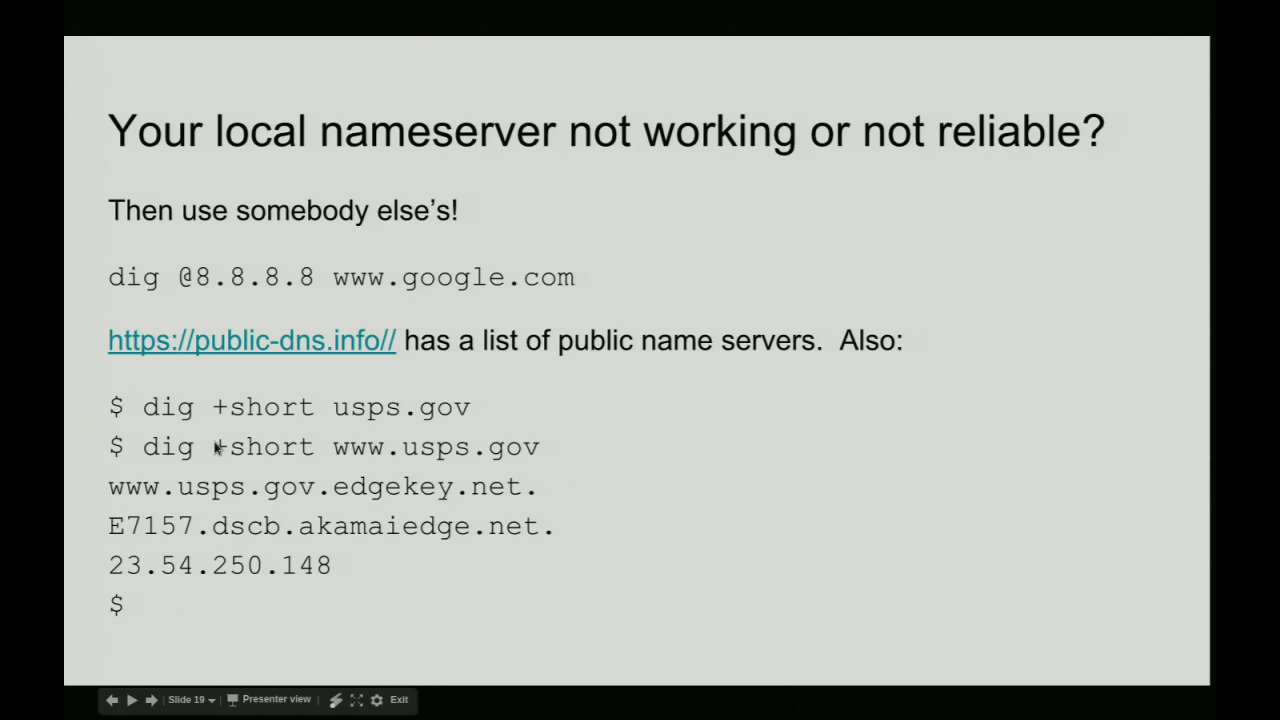 Your local nameserver not working or not reliable?
Then use somebody else's!
dig @8.8.8.8 www.google.com
https://public-dns.info// has a list of public name servers.  Also:
$ dig +short usps.gov
$ dig +short www.usps.gov
www.usps.gov.edgekey.net.
E7157.dscb.akamaiedge.net.
23.54.250.148
$
Slide 19 Presenter view Exit